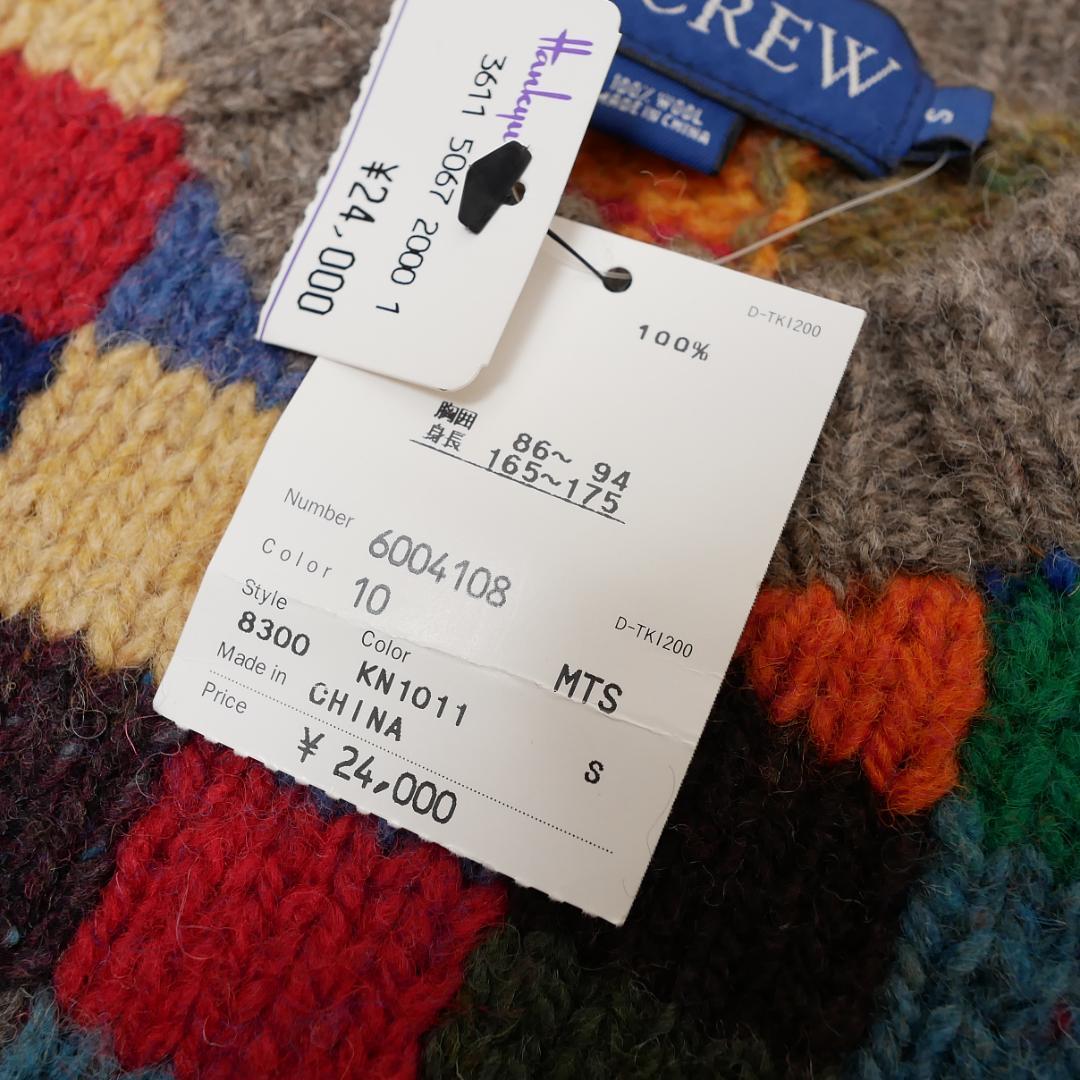 CREW
S
100% WOOL
MADE IN CHINA
Hankyu
3611 5067 2000 1
¥24,000
D-TK1200
100%
胸囲 86~ 94
身長 165~175
Number 6004108
Color 10
D-TK1200
Style Color
8300 KN1011 MTS
Made in CHINA S
Price ¥ 24,000